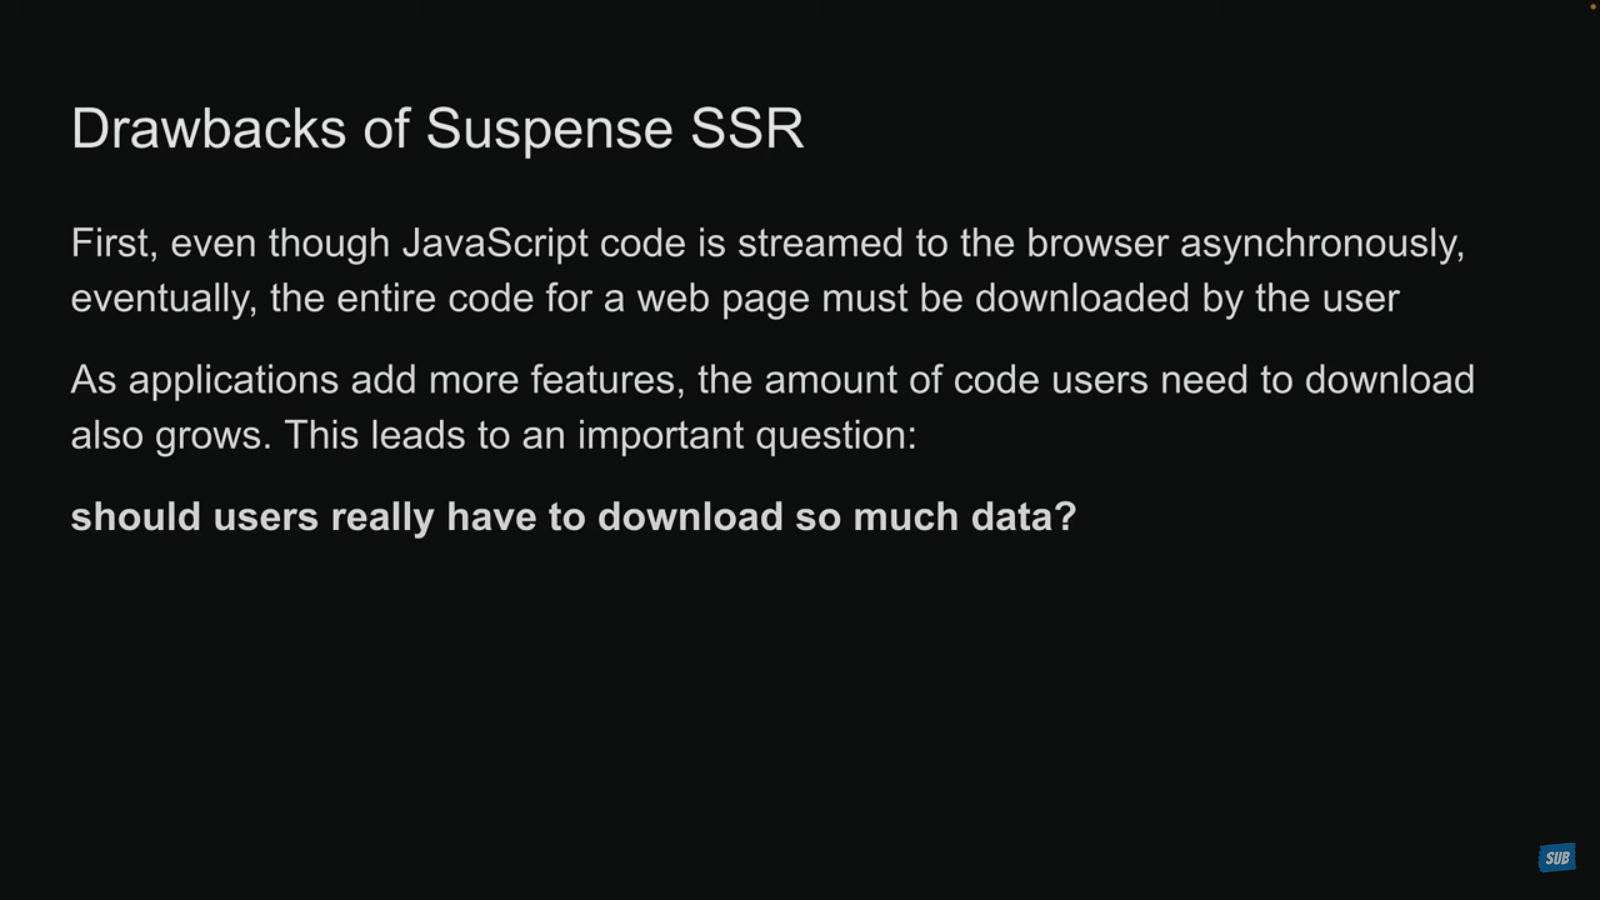 Drawbacks of Suspense SSR
First, even though JavaScript code is streamed to the browser asynchronously,
eventually, the entire code for a web page must be downloaded by the user
As applications add more features, the amount of code users need to download
also grows. This leads to an important question:
should users really have to download so much data?
SUB